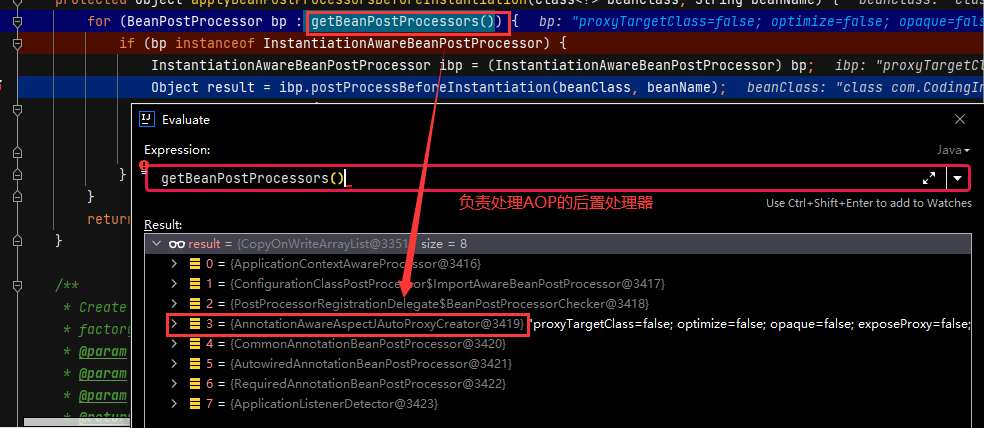 protected Object applyBeanPostProcessorsBeforeInstantiation(Class<?> beanClass, String beanName) { beanClass:
for (BeanPostProcessor bp : getBeanPostProcessors()) { bp: "proxyTargetClass=false; optimize=false; opaque=fals
if (bp instanceof InstantiationAwareBeanPostProcessor) {
InstantiationAwareBeanPostProcessor ibp = (InstantiationAwareBeanPostProcessor) bp; ibp: "proxyTargetCl
Object result = ibp.postProcessBeforeInstantiation(beanClass, beanName); beanClass: "class com.CodingIn
Evaluate
Expression:
Java
getBeanPostProcessors()
}
负责处理AOP的后置处理器
}
Use Ctrl+Shift+Enter to add to Watches
return
Result:
}
result = {CopyOnWriteArrayList@3351} size = 8
0 = {ApplicationContextAwareProcessor@3416}
/**
1 = {ConfigurationClassPostProcessor$ImportAwareBeanPostProcessor@3417}
* Create
2 = {PostProcessorRegistrationDelegate$BeanPostProcessorChecker@3418}
* factory
3 = {AnnotationAwareAspectJAutoProxyCreator@3419} "proxyTargetClass=false; optimize=false; opaque=false; exposeProxy=false;
* @param
4 = {CommonAnnotationBeanPostProcessor@3420}
* @param
5 = {AutowiredAnnotationBeanPostProcessor@3421}
* @param
6 = {RequiredAnnotationBeanPostProcessor@3422}
* @return
7 = {ApplicationListenerDetector@3423}